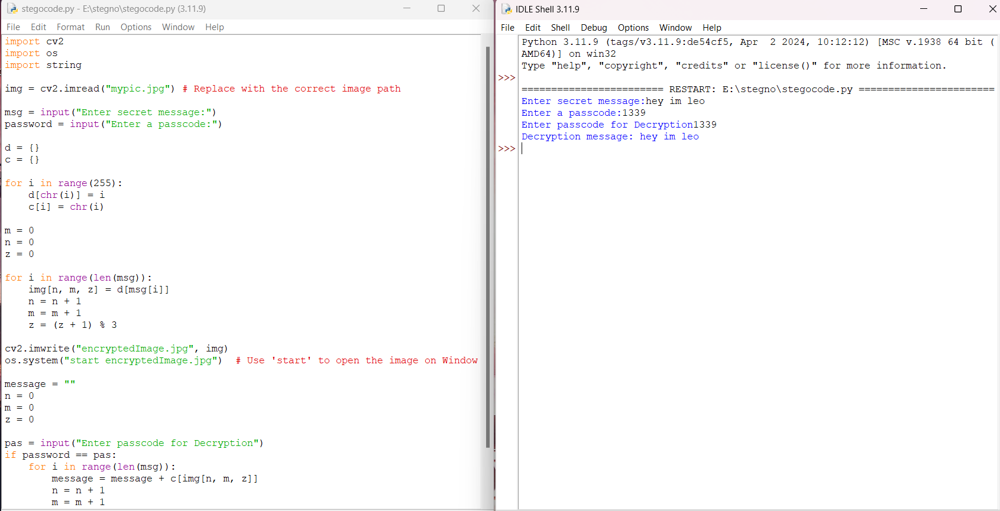 stegocode.py - E:\stegno\stegocode.py (3.11.9)
File Edit Format Run Options Window Help
import cv2
import os
import string
img = cv2.imread("mypic.jpg") # Replace with the correct image path
msg = input("Enter secret message:")
password = input("Enter a passcode:")
d = {}
c = {}
for i in range(255):
    d[chr(i)] = i
    c[i] = chr(i)
m = 0
n = 0
z = 0
for i in range(len(msg)):
    img[n, m, z] = d[msg[i]]
    n = n + 1
    m = m + 1
    z = (z + 1) % 3
cv2.imwrite("encryptedImage.jpg", img)
os.system("start encryptedImage.jpg")  # Use 'start' to open the image on Window
message = ""
n = 0
m = 0
z = 0
pas = input("Enter passcode for Decryption")
if password == pas:
    for i in range(len(msg)):
        message = message + c[img[n, m, z]]
        n = n + 1
        m = m + 1
IDLE Shell 3.11.9
File Edit Shell Debug Options Window Help
Python 3.11.9 (tags/v3.11.9:de54cf5, Apr  2 2024, 10:12:12) [MSC v.1938 64 bit (
AMD64)] on win32
Type "help", "copyright", "credits" or "license()" for more information.
>>>
======================== RESTART: E:\stegno\stegocode.py =======================
Enter secret message:hey im leo
Enter a passcode:1339
Enter passcode for Decryption1339
Decryption message: hey im leo
>>>